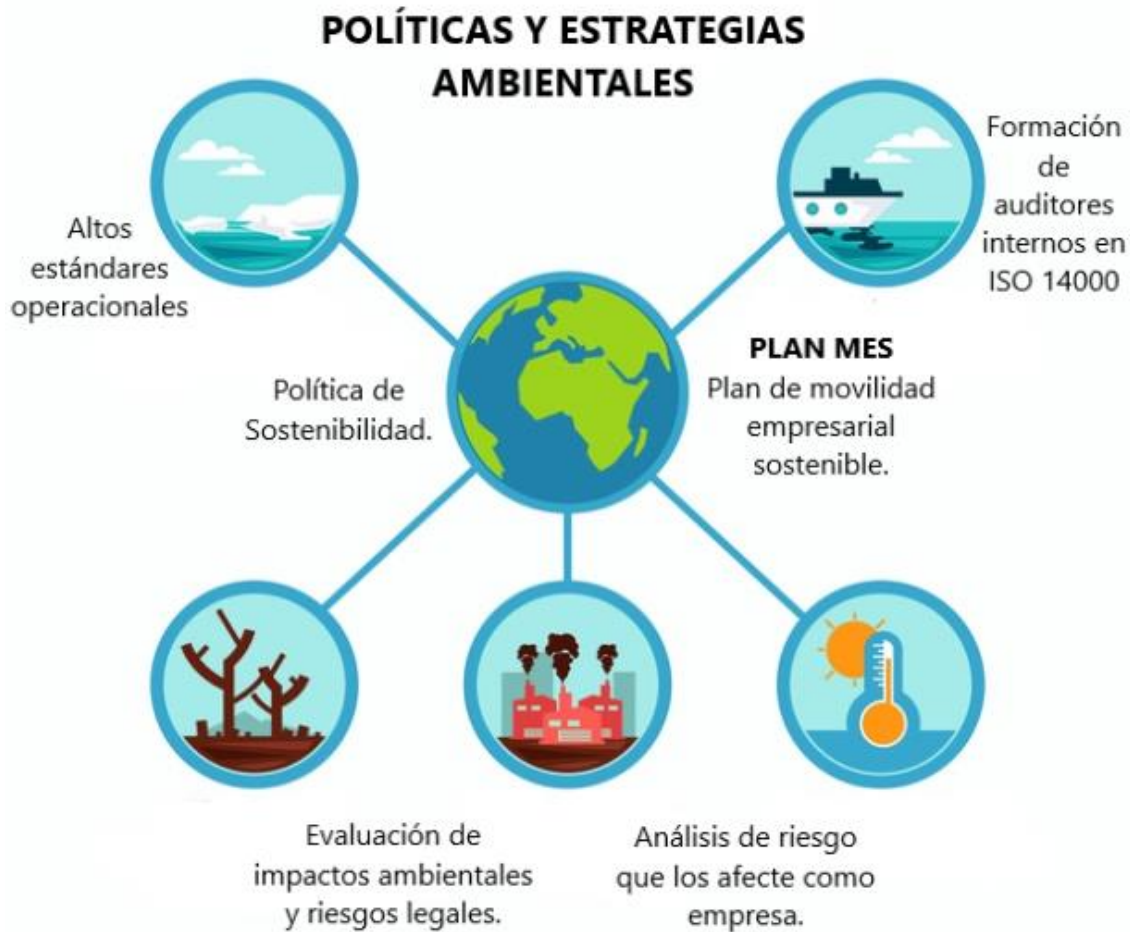 POLÍTICAS Y ESTRATEGIAS
AMBIENTALES
Altos
estándares
operacionales
Formación
de
auditores
internos en
ISO 14000
Política de
Sostenibilidad.
PLAN MES
Plan de movilidad
empresarial
sostenible.
Evaluación de
impactos ambientales
y riesgos legales.
Análisis de riesgo
que los afecte como
empresa.